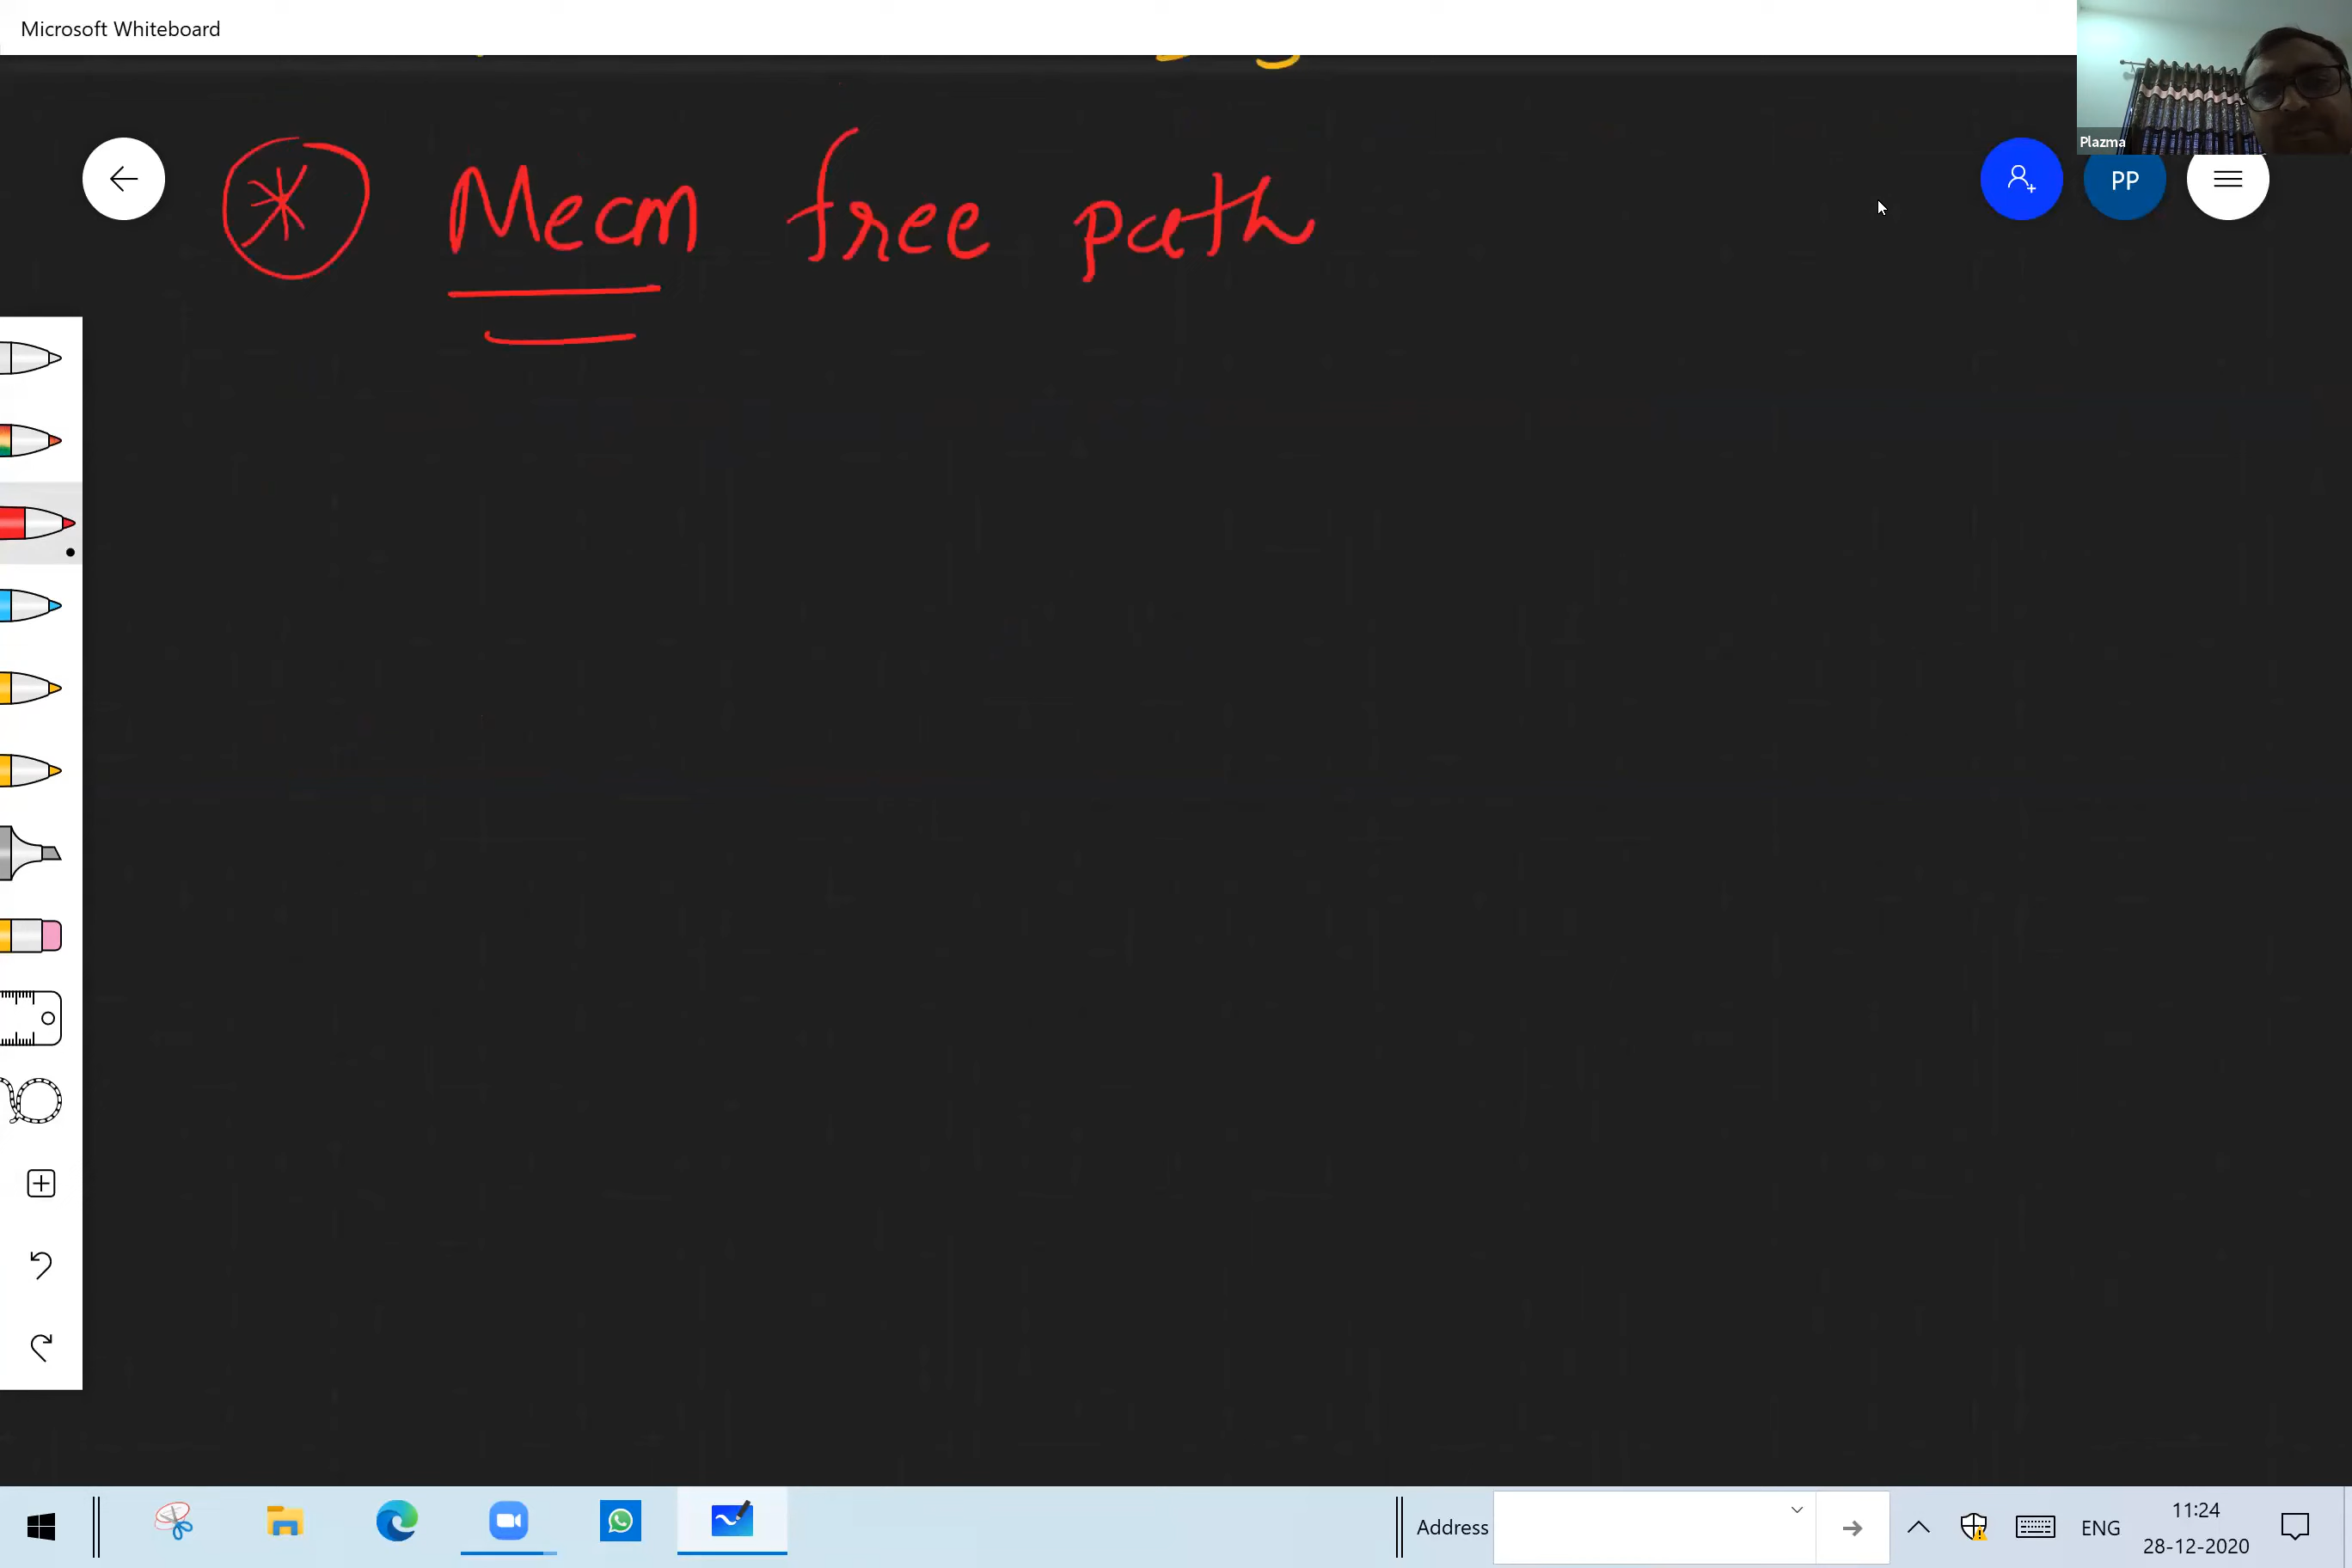 Microsoft Whiteboard
Plazma
PP
* Mean free path
Address
ENG
11:24
28-12-2020